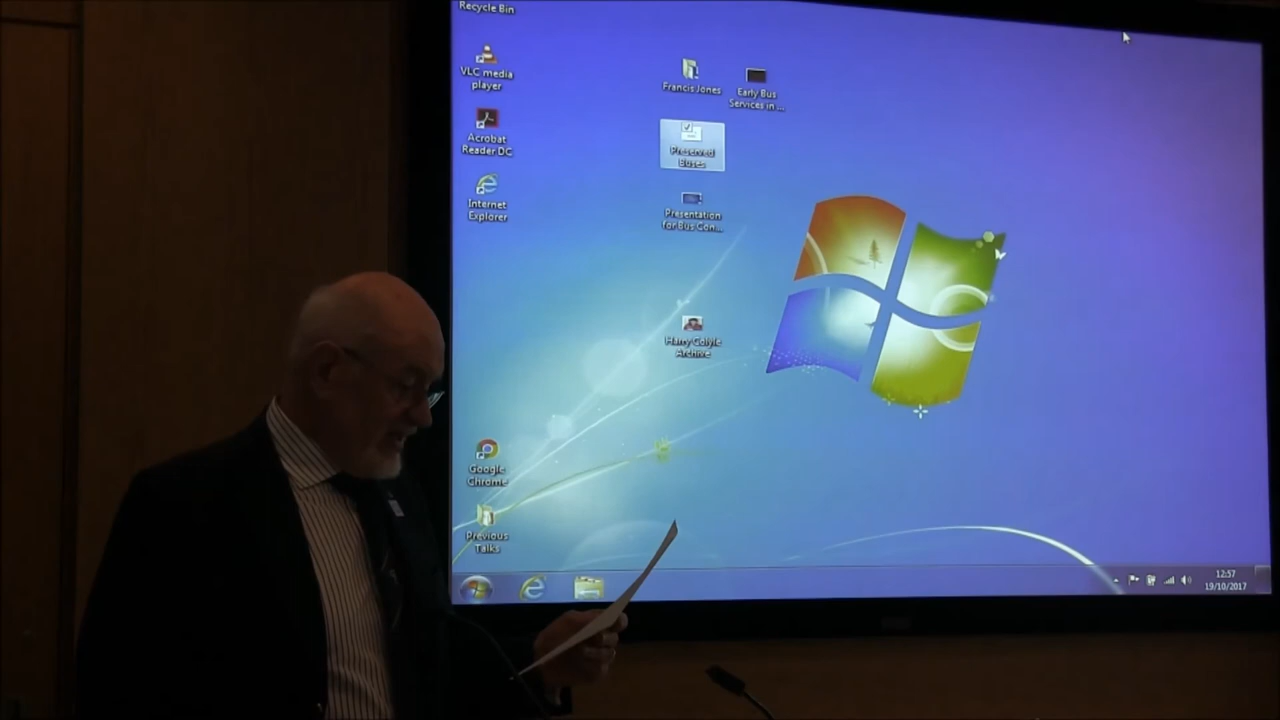 Recycle Bin
VLC media
player
Acrobat
Reader DC
Internet
Explorer
Google
Chrome
Previous
Talks
Francis Jones
Early Bus
Services in ...
Preserved
Buses
Presentation
for Bus Con...
Harry Colyle
Archive
12:57
19/10/2017